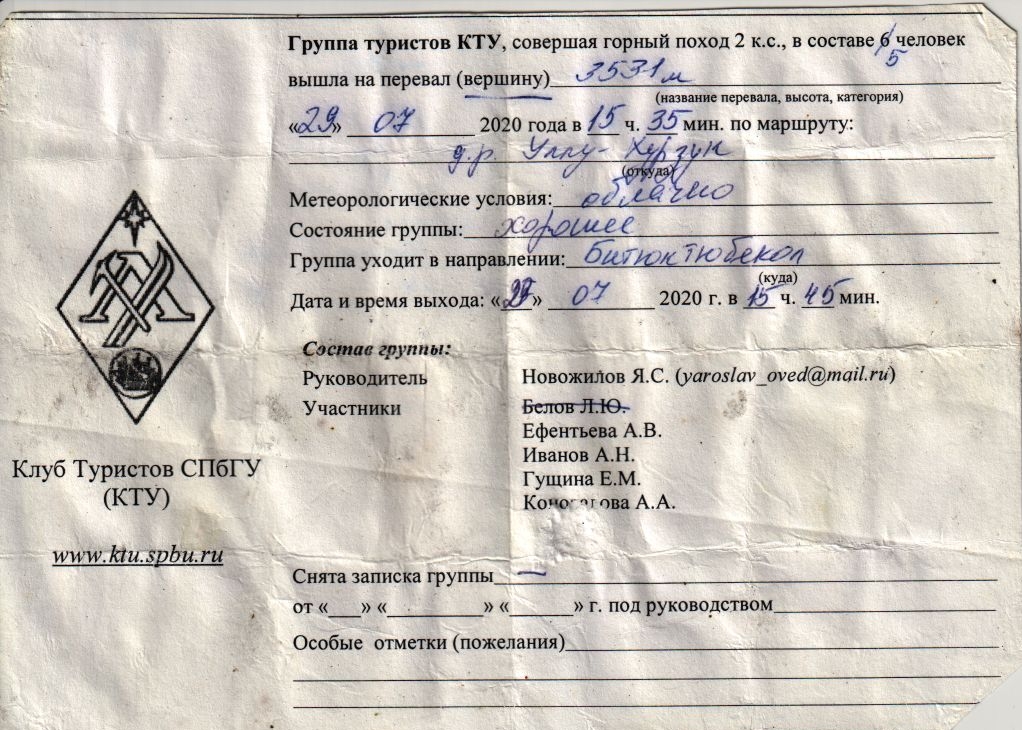 Группа туристов КТУ, совершая горный поход 2 к.с., в составе 6 5 человек
вышла на перевал (вершину) 3531 м
(название перевала, высота, категория)
«29» 07 2020 года в 15 ч. 35 мин. по маршруту:
д.р. Уллу-Хурзук
(откуда)
Метеорологические условия: облачно
Состояние группы: хорошее
Группа уходит в направлении: Битюктюбекол
(куда)
Дата и время выхода: «29» 07 2020 г. в 15 ч. 45 мин.
Состав группы:
Руководитель Новожилов Я.С. (yaroslav_oved@mail.ru)
Участники Белов Л.Ю.
Ефентьева А.В.
Иванов А.Н.
Гущина Е.М.
А.А.
Клуб Туристов СПбГУ
(КТУ)
www.ktu.spbu.ru
Снята записка группы —
от «___» «________» «_____» г. под руководством
Особые отметки (пожелания)